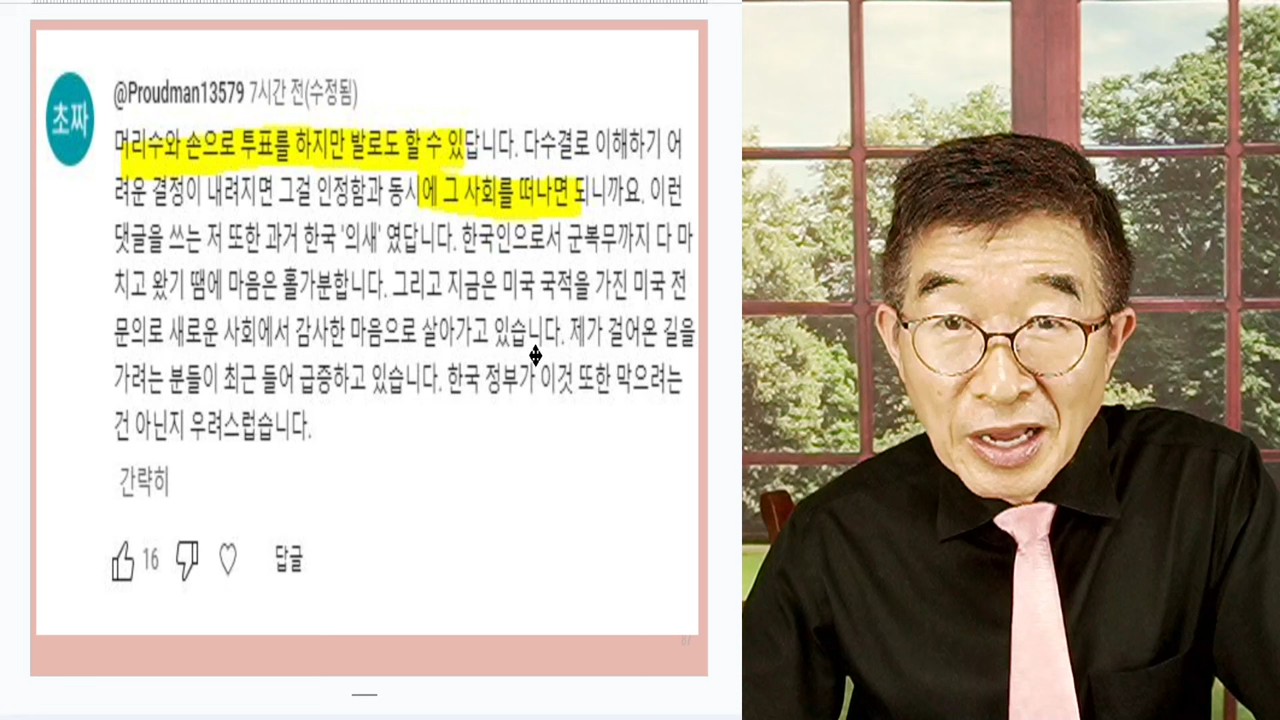 초짜
@Proudman13579 7시간 전(수정됨)
머리수와 손으로 투표를 하지만 발로도 할 수 있답니다. 다수결로 이해하기 어
려운 결정이 내려지면 그걸 인정함과 동시에 그 사회를 떠나면 되니까요. 이런
댓글을 쓰는 저 또한 과거 한국 '의새' 였답니다. 한국인으로서 군복무까지 다 마
치고 왔기 땜에 마음은 홀가분합니다. 그리고 지금은 미국 국적을 가진 미국 전
문의로 새로운 사회에서 감사한 마음으로 살아가고 있습니다. 제가 걸어온 길을
가려는 분들이 최근 들어 급증하고 있습니다. 한국 정부가 이것 또한 막으려는
건 아닌지 우려스럽습니다.
간략히
16 답글